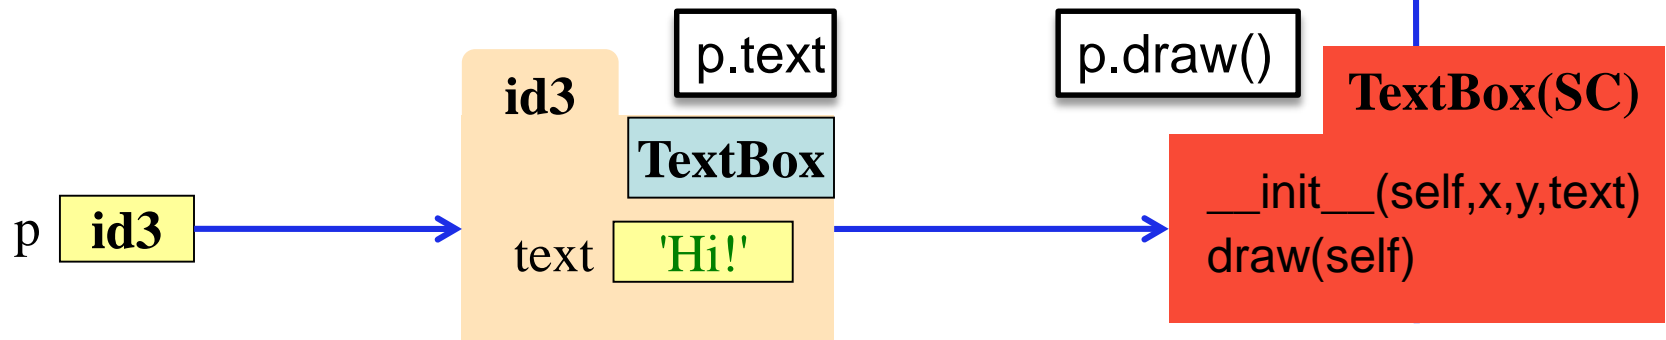 p.text
p.draw()
id3
TextBox(SC)
TextBox
p id3
text 'Hi!'
__init__(self,x,y,text)
draw(self)